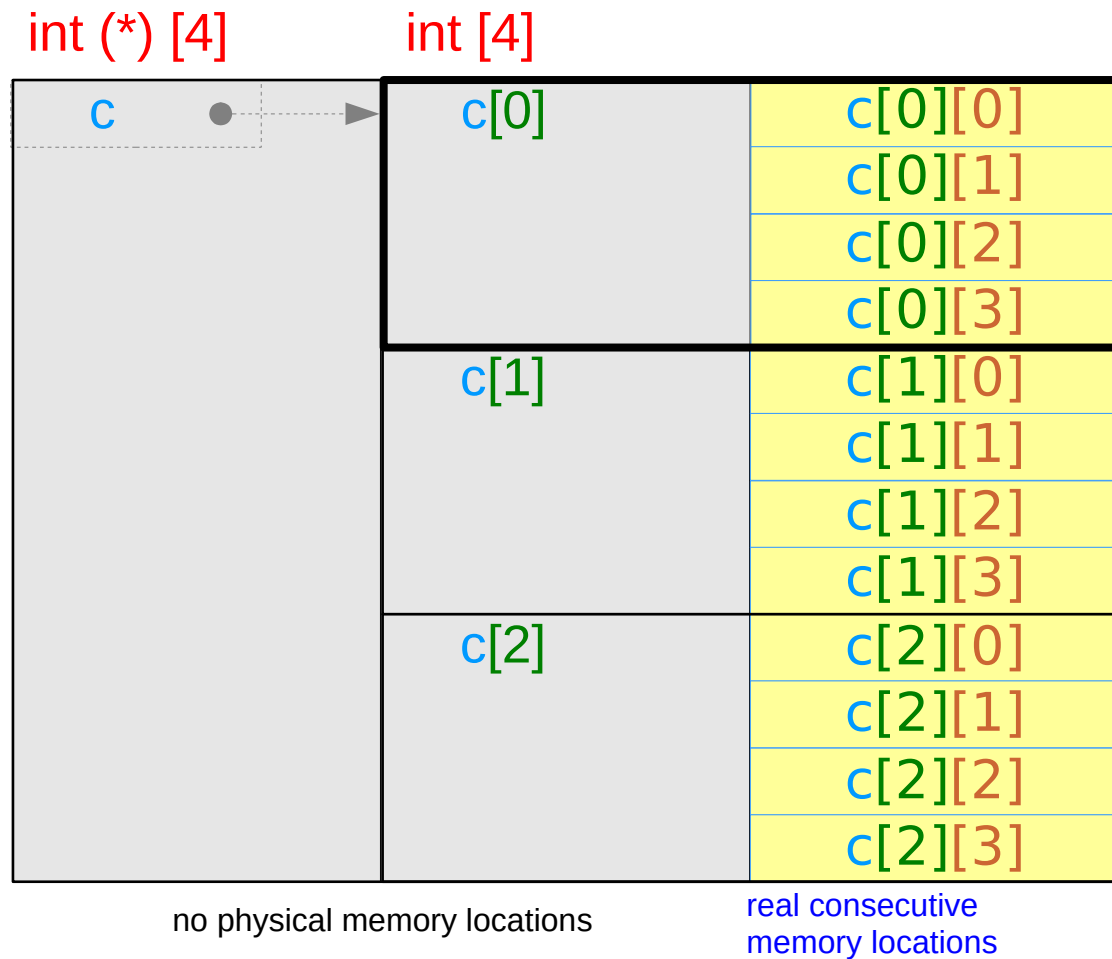 int (*) [4] int [4]
c c[0] c[0][0]
c[0][1]
c[0][2]
c[0][3]
c[1] c[1][0]
c[1][1]
c[1][2]
c[1][3]
c[2] c[2][0]
c[2][1]
c[2][2]
c[2][3]
no physical memory locations
real consecutive
memory locations